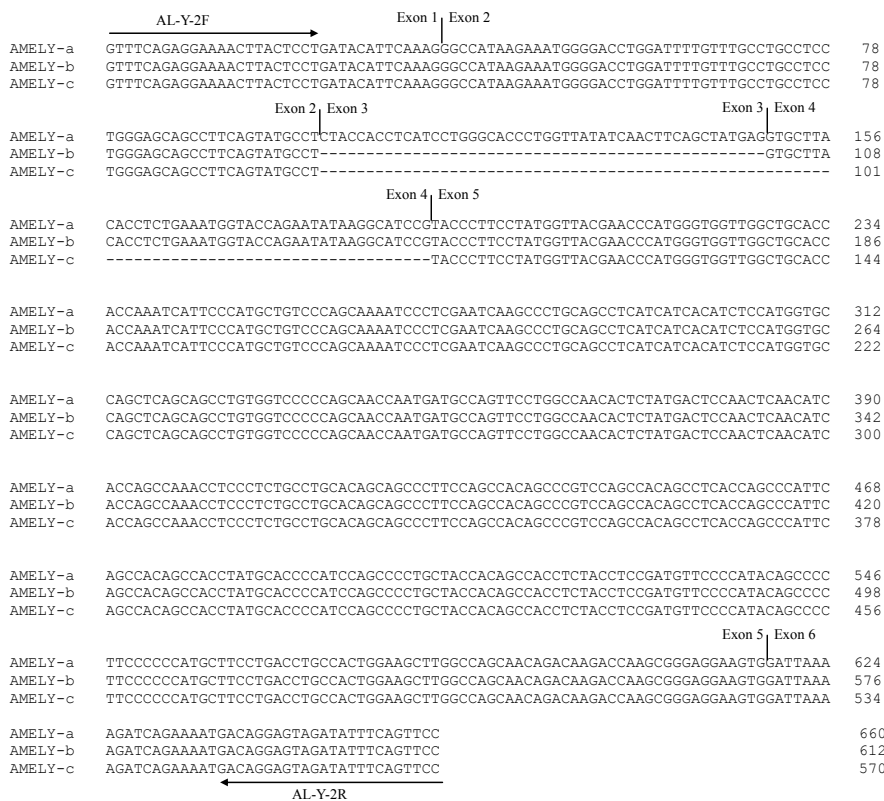 AL-Y-2F
Exon 1 Exon 2
AMELY-a GTTTCAGAGGAAAACTTACTCCTGATACATTCAAAGGGCCATAAGAAATGGGGACCTGGATTTTGTTTGCCTGCCTCC 78
AMELY-b GTTTCAGAGGAAAACTTACTCCTGATACATTCAAAGGGCCATAAGAAATGGGGACCTGGATTTTGTTTGCCTGCCTCC 78
AMELY-c GTTTCAGAGGAAAACTTACTCCTGATACATTCAAAGGGCCATAAGAAATGGGGACCTGGATTTTGTTTGCCTGCCTCC 78
Exon 2 Exon 3 Exon 3 Exon 4
AMELY-a TGGGAGCAGCCTTCAGTATGCCTCTACCACCTCATCCTGGGCACCCTGGTTATATCAACTTCAGCTATGAGGTGCTTA 156
AMELY-b TGGGAGCAGCCTTCAGTATGCCT------------------------------------------------GTGCTTA 108
AMELY-c TGGGAGCAGCCTTCAGTATGCCT------------------------------------------------------- 101
Exon 4 Exon 5
AMELY-a CACCTCTGAAATGGTACCAGAATATAAGGCATCCGTACCCTTCCTATGGTTACGAACCCATGGGTGGTTGGCTGCACC 234
AMELY-b CACCTCTGAAATGGTACCAGAATATAAGGCATCCGTACCCTTCCTATGGTTACGAACCCATGGGTGGTTGGCTGCACC 186
AMELY-c -----------------------------------TACCCTTCCTATGGTTACGAACCCATGGGTGGTTGGCTGCACC 144
AMELY-a ACCAAATCATTCCCATGCTGTCCCAGCAAAATCCCTCGAATCAAGCCCTGCAGCCTCATCATCACATCTCCATGGTGC 312
AMELY-b ACCAAATCATTCCCATGCTGTCCCAGCAAAATCCCTCGAATCAAGCCCTGCAGCCTCATCATCACATCTCCATGGTGC 264
AMELY-c ACCAAATCATTCCCATGCTGTCCCAGCAAAATCCCTCGAATCAAGCCCTGCAGCCTCATCATCACATCTCCATGGTGC 222
AMELY-a CAGCTCAGCAGCCTGTGGTCCCCCAGCAACCAATGATGCCAGTTCCTGGCCAACACTCTATGACTCCAACTCAACATC 390
AMELY-b CAGCTCAGCAGCCTGTGGTCCCCCAGCAACCAATGATGCCAGTTCCTGGCCAACACTCTATGACTCCAACTCAACATC 342
AMELY-c CAGCTCAGCAGCCTGTGGTCCCCCAGCAACCAATGATGCCAGTTCCTGGCCAACACTCTATGACTCCAACTCAACATC 300
AMELY-a ACCAGCCAAACCTCCCTCTGCCTGCACAGCAGCCCTTCCAGCCACAGCCCGTCCAGCCACAGCCTCACCAGCCCATTC 468
AMELY-b ACCAGCCAAACCTCCCTCTGCCTGCACAGCAGCCCTTCCAGCCACAGCCCGTCCAGCCACAGCCTCACCAGCCCATTC 420
AMELY-c ACCAGCCAAACCTCCCTCTGCCTGCACAGCAGCCCTTCCAGCCACAGCCCGTCCAGCCACAGCCTCACCAGCCCATTC 378
AMELY-a AGCCACAGCCACCTATGCACCCCATCCAGCCCCTGCTACCACAGCCACCTCTACCTCCGATGTTCCCCATACAGCCCC 546
AMELY-b AGCCACAGCCACCTATGCACCCCATCCAGCCCCTGCTACCACAGCCACCTCTACCTCCGATGTTCCCCATACAGCCCC 498
AMELY-c AGCCACAGCCACCTATGCACCCCATCCAGCCCCTGCTACCACAGCCACCTCTACCTCCGATGTTCCCCATACAGCCCC 456
Exon 5 Exon 6
AMELY-a TTCCCCCCATGCTTCCTGACCTGCCACTGGAAGCTTGGCCAGCAACAGACAAGACCAAGCGGGAGGAAGTGGATTAAA 624
AMELY-b TTCCCCCCATGCTTCCTGACCTGCCACTGGAAGCTTGGCCAGCAACAGACAAGACCAAGCGGGAGGAAGTGGATTAAA 576
AMELY-c TTCCCCCCATGCTTCCTGACCTGCCACTGGAAGCTTGGCCAGCAACAGACAAGACCAAGCGGGAGGAAGTGGATTAAA 534
AMELY-a AGATCAGAAAATGACAGGAGTAGATATTTCAGTTCC 660
AMELY-b AGATCAGAAAATGACAGGAGTAGATATTTCAGTTCC 612
AMELY-c AGATCAGAAAATGACAGGAGTAGATATTTCAGTTCC 570
AL-Y-2R